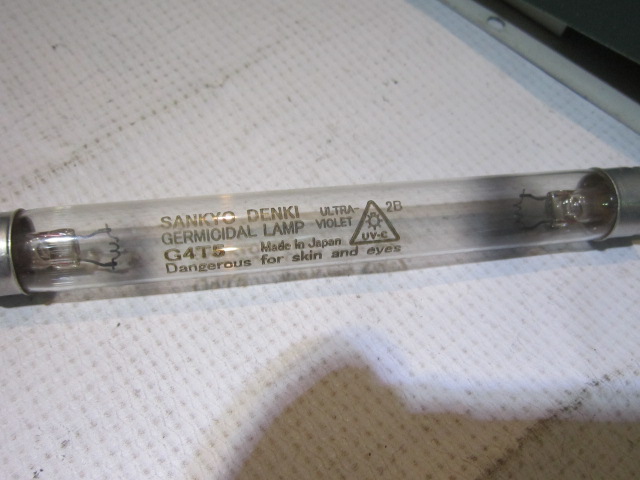 SANKYO DENKI ULTRA- 2B
GERMICIDAL LAMP VIOLET
UV-C
G4T5 Made in Japan
Dangerous for skin and eyes